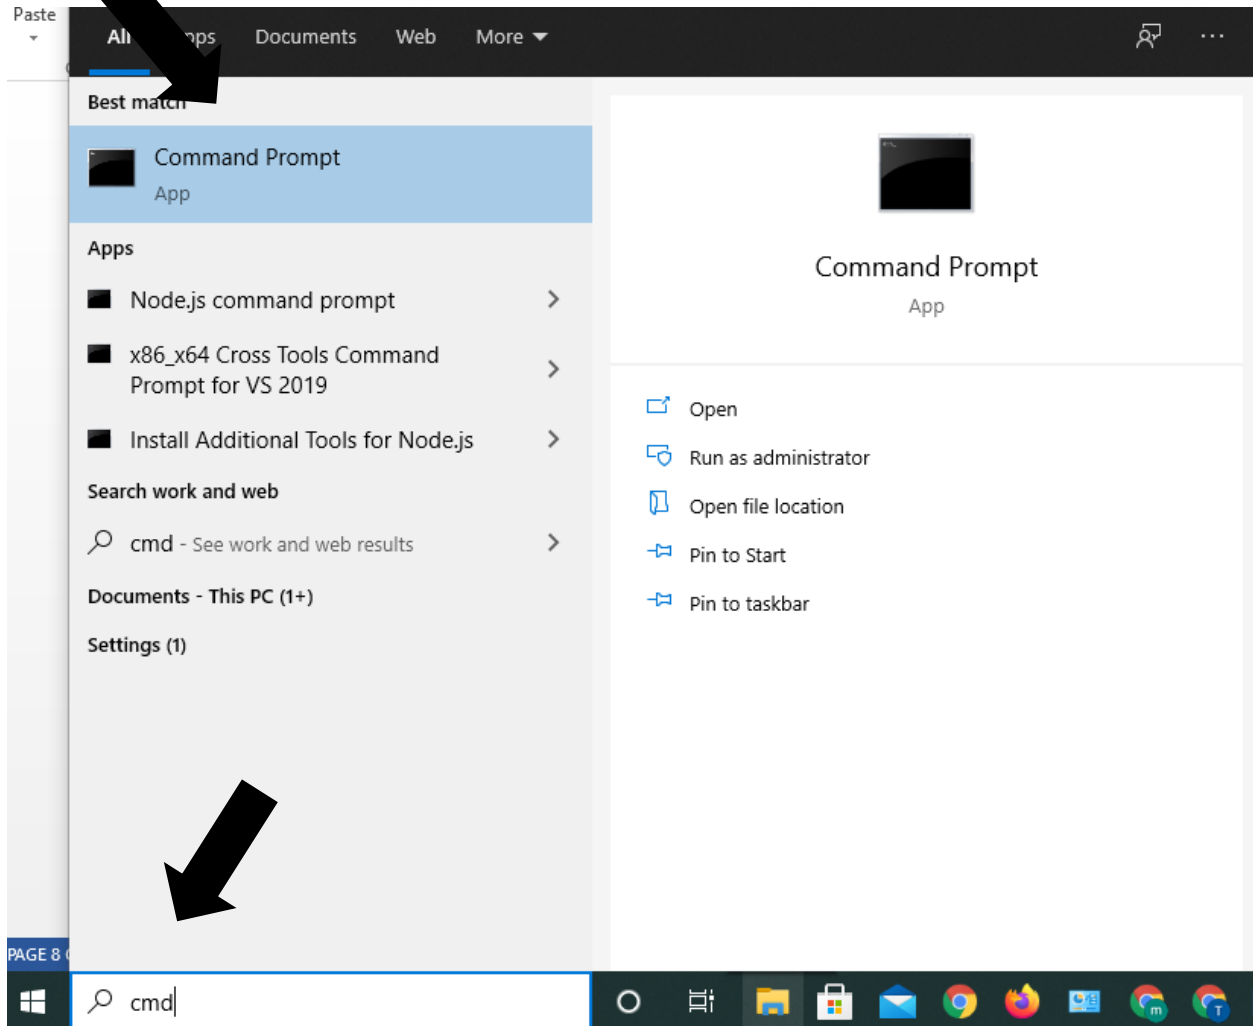 Paste
All
Documents
Web
More
Best match
Command Prompt
App
Apps
Node.js command prompt
x86_x64 Cross Tools Command
Prompt for VS 2019
Install Additional Tools for Node.js
Search work and web
cmd - See work and web results
Documents - This PC (1+)
Settings (1)
Command Prompt
App
Open
Run as administrator
Open file location
Pin to Start
Pin to taskbar
PAGE 8
cmd
m
T